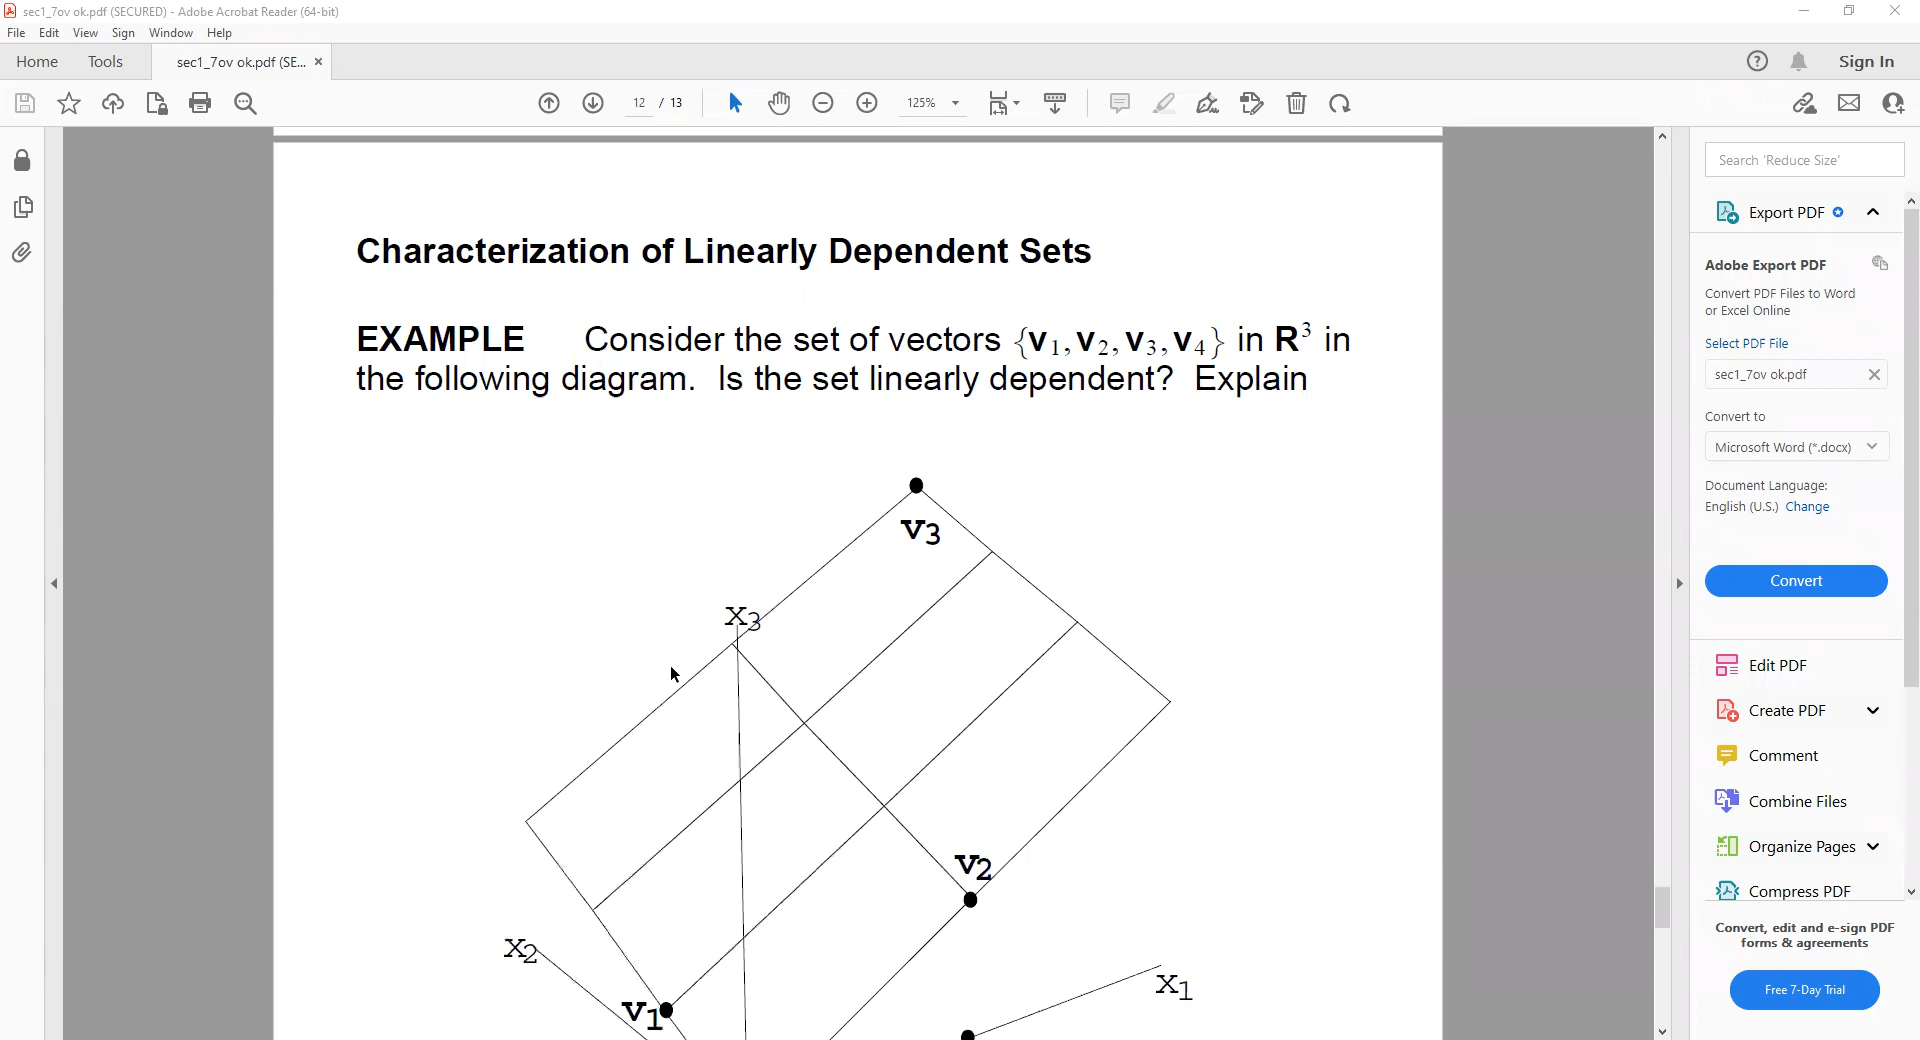 sec1_7ov ok.pdf (SECURED) - Adobe Acrobat Reader (64-bit)
File Edit View Sign Window Help
Home Tools sec1_7ov ok.pdf (SE... × Sign In
12 / 13 125%
Characterization of Linearly Dependent Sets
EXAMPLE Consider the set of vectors {v₁, v₂, v₃, v₄} in R³ in
the following diagram. Is the set linearly dependent? Explain
v₃
x₃
v₂
x₂
x₁
v₁
Search 'Reduce Size'
Export PDF
Adobe Export PDF
Convert PDF Files to Word
or Excel Online
Select PDF File
sec1_7ov ok.pdf
Convert to
Microsoft Word (*.docx)
Document Language:
English (U.S.) Change
Convert
Edit PDF
Create PDF
Comment
Combine Files
Organize Pages
Compress PDF
Convert, edit and e-sign PDF
forms & agreements
Free 7-Day Trial